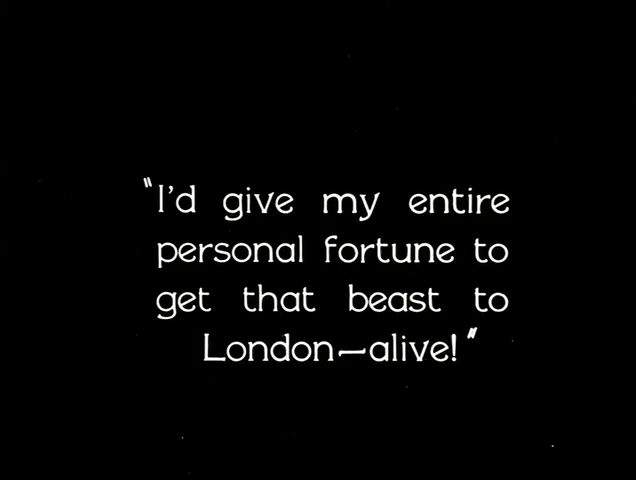 "I'd give my entire
personal fortune to
get that beast to
London—alive!"